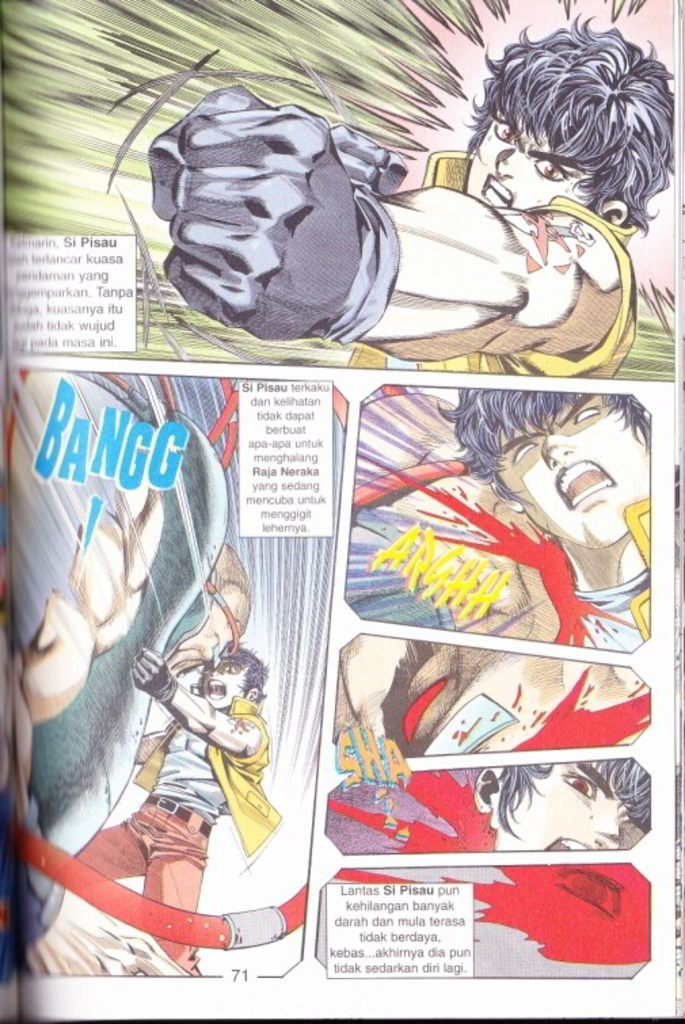 Si Pisau
terlancar kuasa
yang
Tanpa
kuasanya itu
tidak wujud
pada masa ini.
BANGG
!
Si Pisau terkaku
dan kelihatan
tidak dapat
berbuat
apa-apa untuk
menghalang
Raja Neraka
yang sedang
mencuba untuk
menggigit
lehernya.
ARGHH
SHA
Lantas Si Pisau pun
kehilangan banyak
darah dan mula terasa
tidak berdaya,
kebas...akhirnya dia pun
tidak sedarkan diri lagi.
71